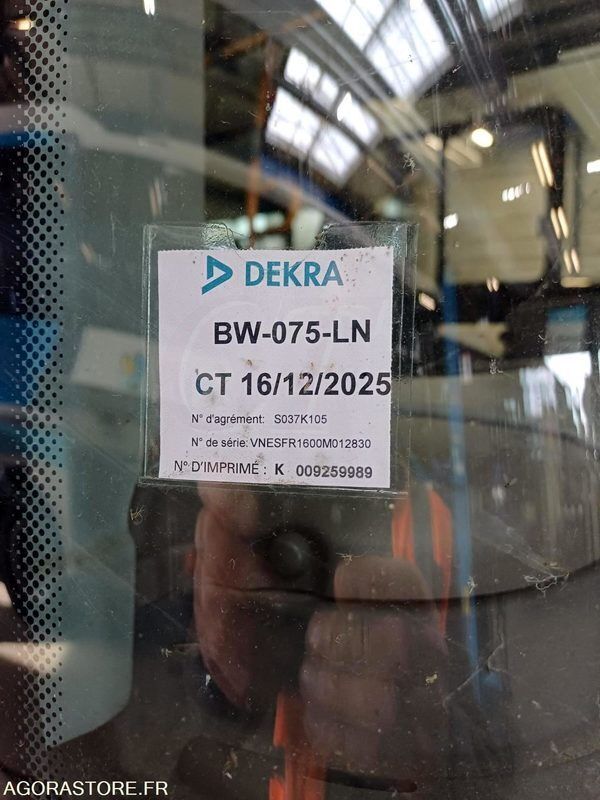 DEKRA
BW-075-LN
CT 16/12/2025
N° d'agrément: S037K105
N° de série: VNESFR1600M012830
N° D'IMPRIMÉ : K 009259989
AGORASTORE.FR